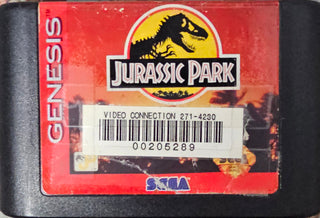 GENESIS
JURASSIC PARK
VIDEO CONNECTION 271-4230
00205289
SEGA